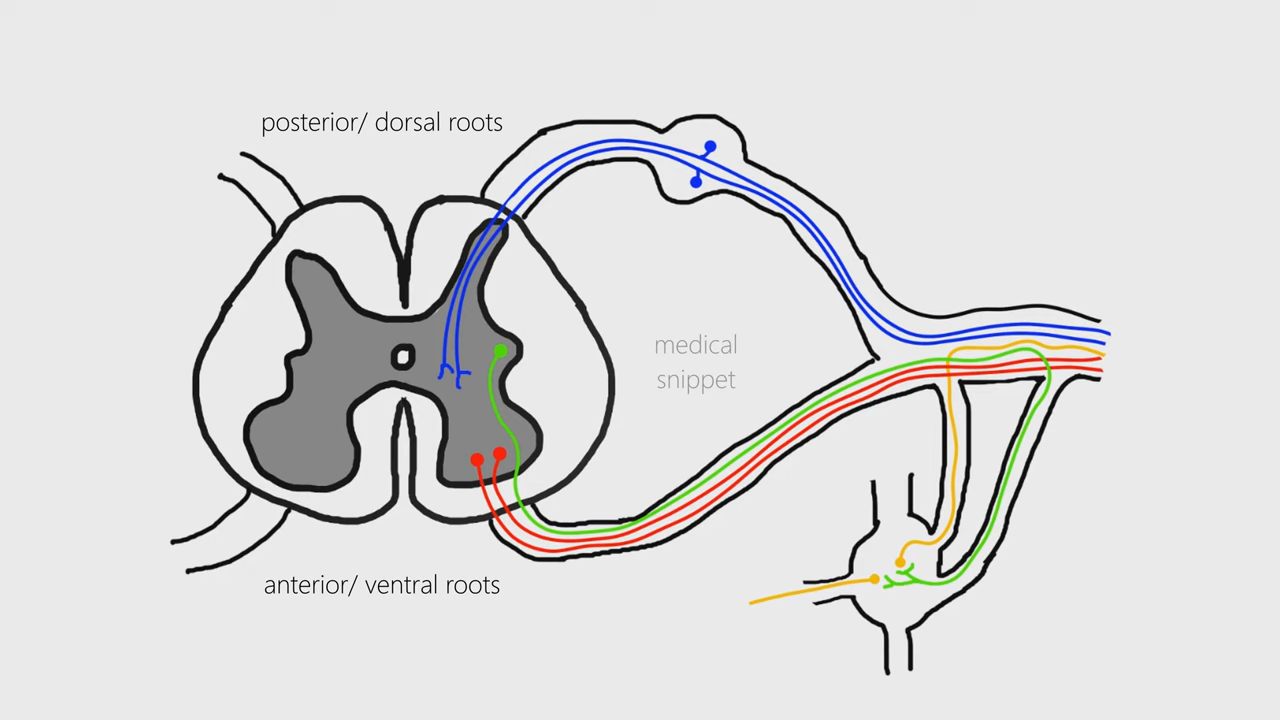 posterior/ dorsal roots
medical
snippet
anterior/ ventral roots